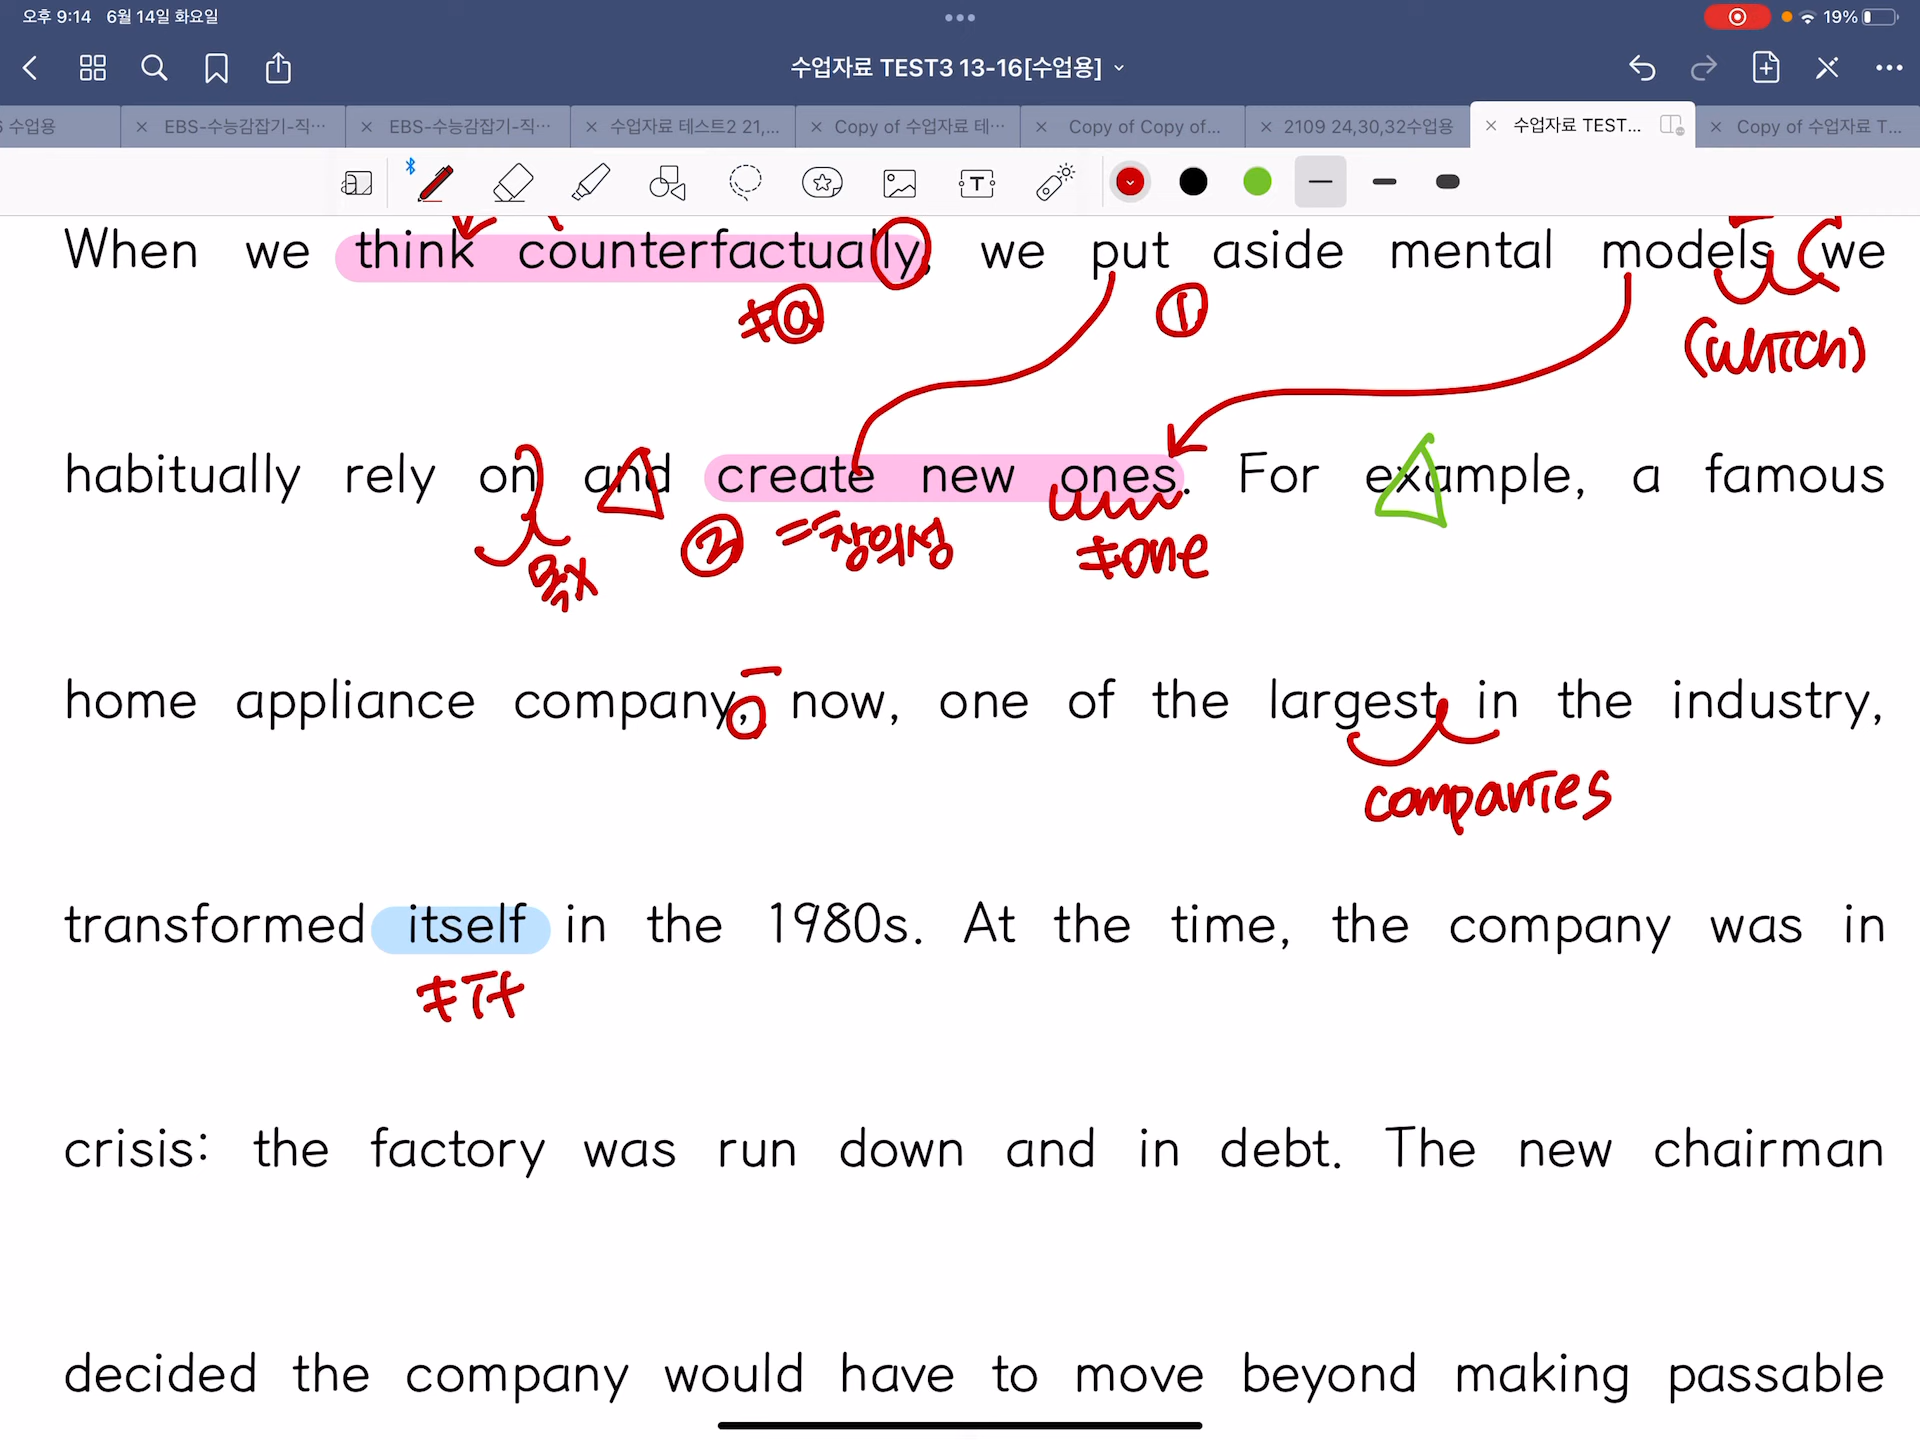 오후 9:14 6월 14일 화요일
19%
수업자료 TEST3 13-16[수업용]
6 수업용
EBS-수능감잡기-직…
EBS-수능감잡기-직…
수업자료 테스트2 21,...
Copy of 수업자료 테…
Copy of Copy of...
2109 24,30,32수업용
수업자료 TEST...
Copy of 수업자료 T...
When we think counterfactually, we put aside mental models we
≠ⓐ ①
(which)
habitually rely on and create new ones. For example, a famous
목X ② =창의성 ≠one
home appliance company, now, one of the largest in the industry,
companies
transformed itself in the 1980s. At the time, the company was in
≠it
crisis: the factory was run down and in debt. The new chairman
decided the company would have to move beyond making passable